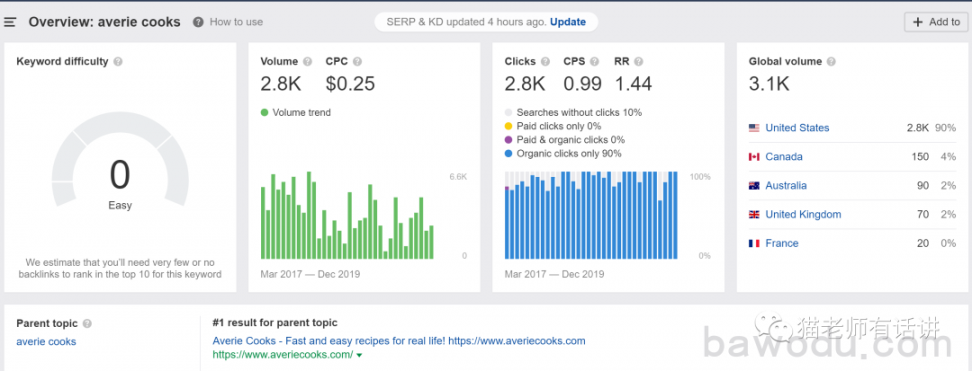 Overview: averie cooks
How to use
SERP & KD updated 4 hours ago. Update
+ Add to
Keyword difficulty
0
Easy
We estimate that you'll need very few or no
backlinks to rank in the top 10 for this keyword
Volume CPC
2.8K $0.25
Volume trend
6.6K
0
Mar 2017 — Dec 2019
Clicks CPS RR
2.8K 0.99 1.44
Searches without clicks 10%
Paid clicks only 0%
Paid & organic clicks 0%
Organic clicks only 90%
100%
0%
Mar 2017 — Dec 2019
Global volume
3.1K
United States 2.8K 90%
Canada 150 4%
Australia 90 2%
United Kingdom 70 2%
France 20 0%
Parent topic
averie cooks
#1 result for parent topic
Averie Cooks - Fast and easy recipes for real life! https://www.averiecooks.com
https://www.averiecooks.com/
猫老师有话讲
bawodu.com